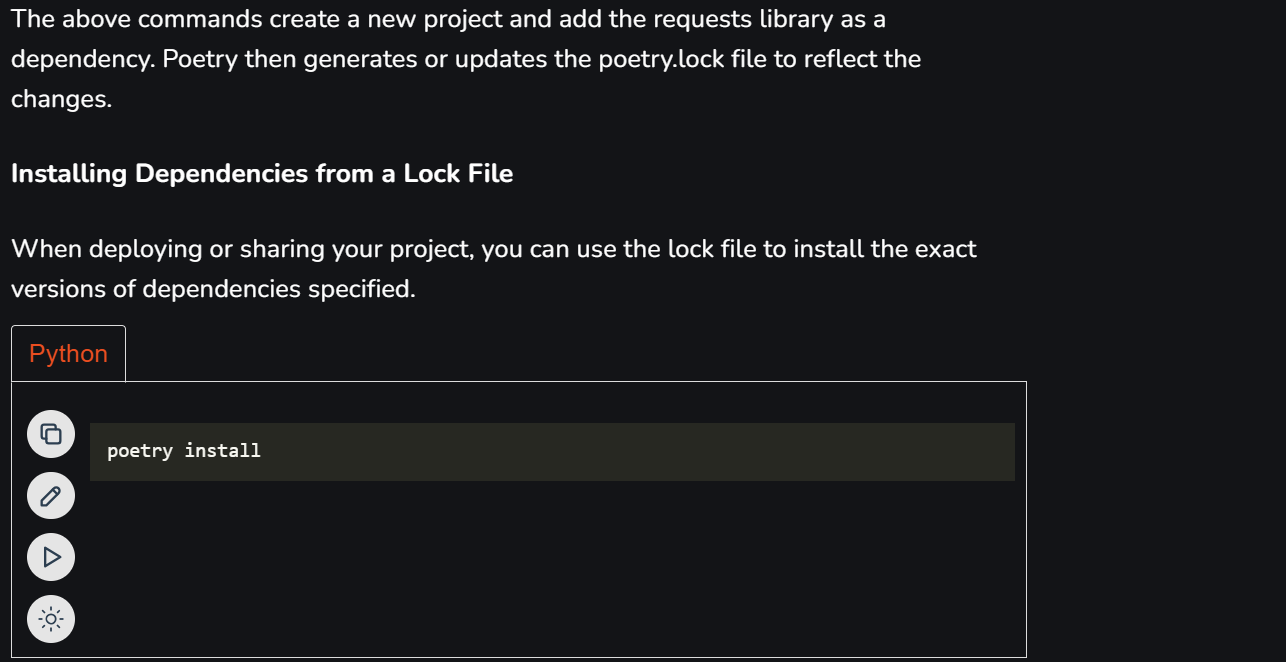 The above commands create a new project and add the requests library as a
dependency. Poetry then generates or updates the poetry.lock file to reflect the
changes.
Installing Dependencies from a Lock File
When deploying or sharing your project, you can use the lock file to install the exact
versions of dependencies specified.
Python
poetry install